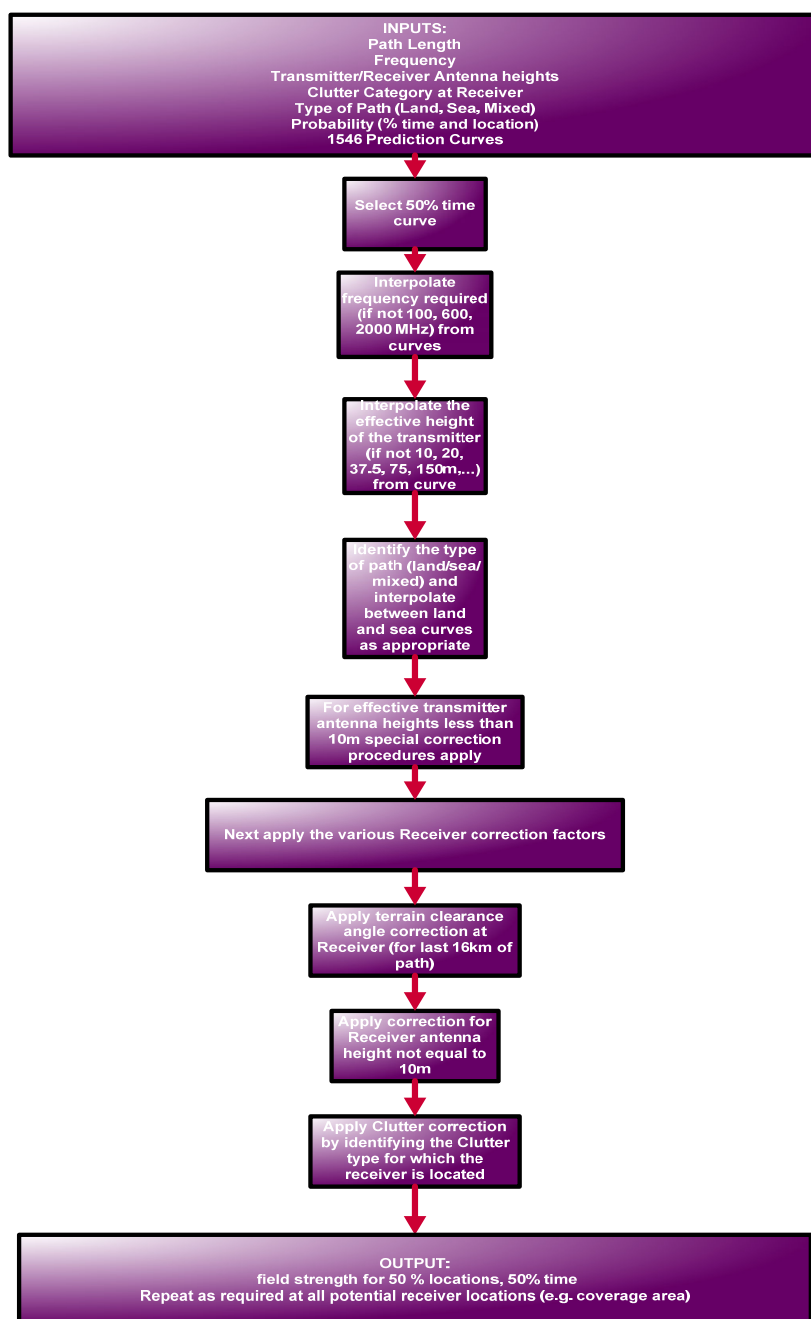 INPUTS:
Path Length
Frequency
Transmitter/Receiver Antenna heights
Clutter Category at Receiver
Type of Path (Land, Sea, Mixed)
Probability (% time and location)
1546 Prediction Curves
Select 50% time
curve
Interpolate
frequency required
(if not 100, 600,
2000 MHz) from
curves
Interpolate the
effective height
of the transmitter
(if not 10, 20,
37.5, 75, 150m,...)
from curve
Identify the type
of path (land/sea/
mixed) and
interpolate
between land
and sea curves
as appropriate
For effective transmitter
antenna heights less than
10m special correction
procedures apply
Next apply the various Receiver correction factors
Apply terrain clearance
angle correction at
Receiver (for last 16km of
path)
Apply correction for
Receiver antenna
height not equal to
10m
Apply Clutter correction
by identifying the Clutter
type for which the
receiver is located
OUTPUT:
field strength for 50 % locations, 50% time
Repeat as required at all potential receiver locations (e.g. coverage area)